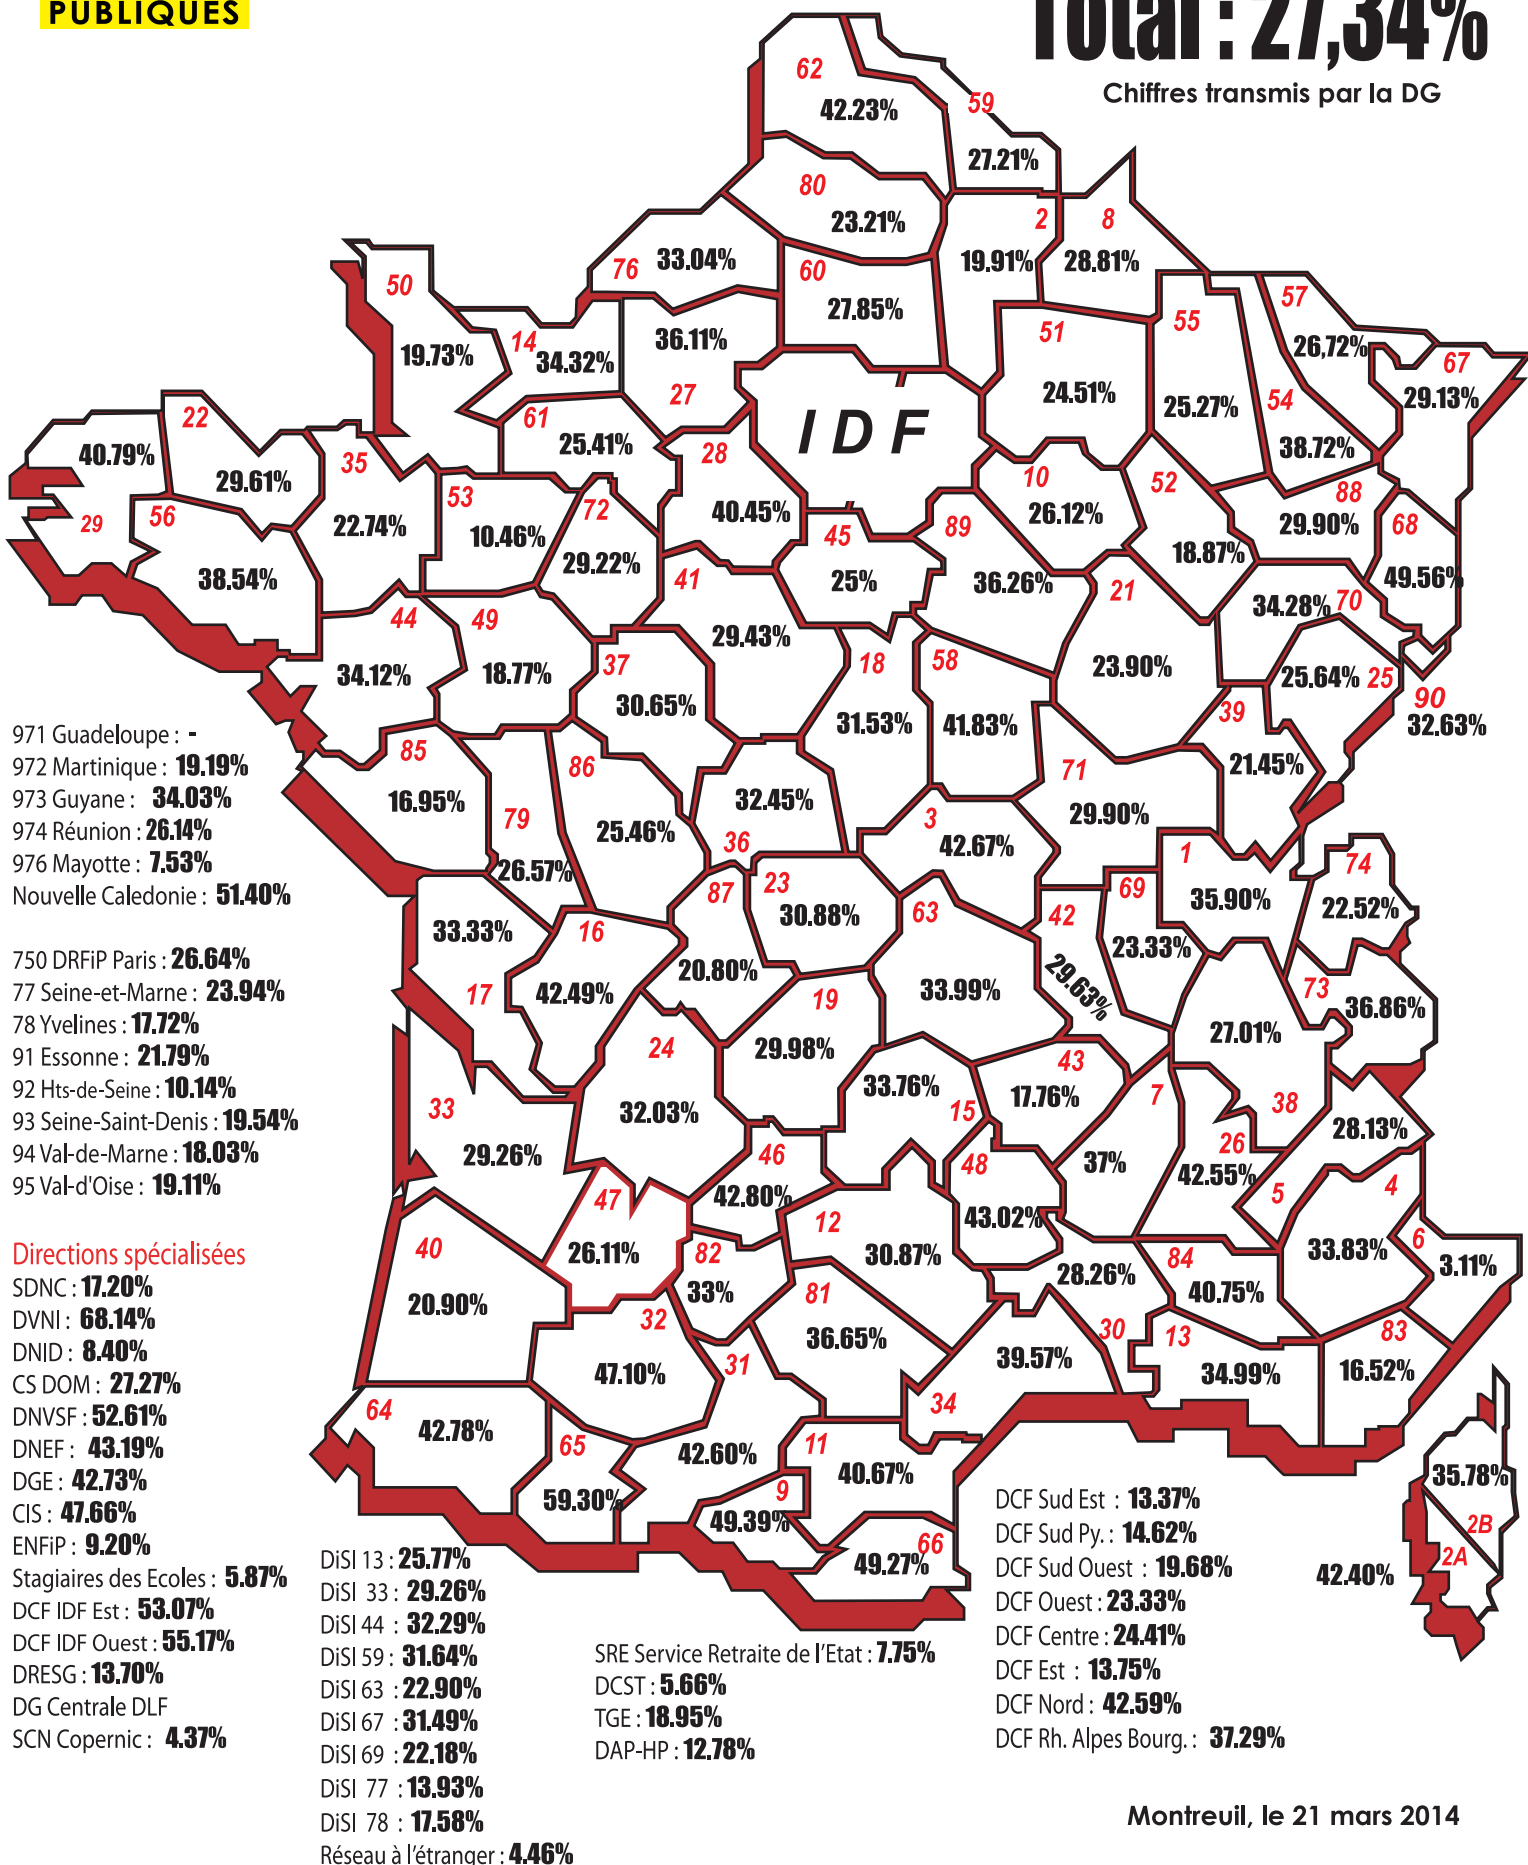 PUBLIQUES
Total : 27,34%
Chiffres transmis par la DG
62
42.23%
59
27.21%
80
23.21%
2
19.91%
8
28.81%
76
33.04%
60
27.85%
50
19.73%
14
34.32%
36.11%
27
51
24.51%
55
25.27%
57
26,72%
54
38.72%
67
29.13%
61
25.41%
28
40.45%
IDF
22
29.61%
40.79%
29
35
22.74%
56
38.54%
53
10.46%
72
29.22%
45
25%
89
36.26%
10
26.12%
52
18.87%
88
29.90%
68
49.56%
41
29.43%
21
23.90%
34.28% 70
44
34.12%
49
18.77%
37
30.65%
18
31.53%
58
41.83%
25.64% 25
90
32.63%
39
21.45%
85
16.95%
79
26.57%
86
25.46%
32.45%
36
71
29.90%
3
42.67%
1
35.90%
74
22.52%
69
23.33%
42
29.63%
87
20.80%
23
30.88%
63
33.99%
33.33%
17
16
42.49%
19
29.98%
73
36.86%
27.01%
38
24
32.03%
33.76%
15
43
17.76%
7
37%
26
42.55%
28.13%
5
33
29.26%
46
42.80%
48
43.02%
47
26.11%
12
30.87%
4
33.83%
6
3.11%
40
20.90%
82
33%
81
36.65%
28.26%
30
84
40.75%
32
47.10%
31
42.60%
39.57%
34
13
34.99%
83
16.52%
64
42.78%
65
59.30%
11
40.67%
9
49.39%
66
49.27%
35.78%
2B
2A
42.40%
971 Guadeloupe : -
972 Martinique : 19.19%
973 Guyane : 34.03%
974 Réunion : 26.14%
976 Mayotte : 7.53%
Nouvelle Caledonie : 51.40%
750 DRFiP Paris : 26.64%
77 Seine-et-Marne : 23.94%
78 Yvelines : 17.72%
91 Essonne : 21.79%
92 Hts-de-Seine : 10.14%
93 Seine-Saint-Denis : 19.54%
94 Val-de-Marne : 18.03%
95 Val-d'Oise : 19.11%
Directions spécialisées
SDNC : 17.20%
DVNI : 68.14%
DNID : 8.40%
CS DOM : 27.27%
DNVSF : 52.61%
DNEF : 43.19%
DGE : 42.73%
CIS : 47.66%
ENFiP : 9.20%
Stagiaires des Ecoles : 5.87%
DCF IDF Est : 53.07%
DCF IDF Ouest : 55.17%
DRESG : 13.70%
DG Centrale DLF
SCN Copernic : 4.37%
DiSI 13 : 25.77%
DiSI 33 : 29.26%
DiSI 44 : 32.29%
DiSI 59 : 31.64%
DiSI 63 : 22.90%
DiSI 67 : 31.49%
DiSI 69 : 22.18%
DiSI 77 : 13.93%
DiSI 78 : 17.58%
Réseau à l'étranger : 4.46%
SRE Service Retraite de l'Etat : 7.75%
DCST : 5.66%
TGE : 18.95%
DAP-HP : 12.78%
DCF Sud Est : 13.37%
DCF Sud Py. : 14.62%
DCF Sud Ouest : 19.68%
DCF Ouest : 23.33%
DCF Centre : 24.41%
DCF Est : 13.75%
DCF Nord : 42.59%
DCF Rh. Alpes Bourg. : 37.29%
Montreuil, le 21 mars 2014